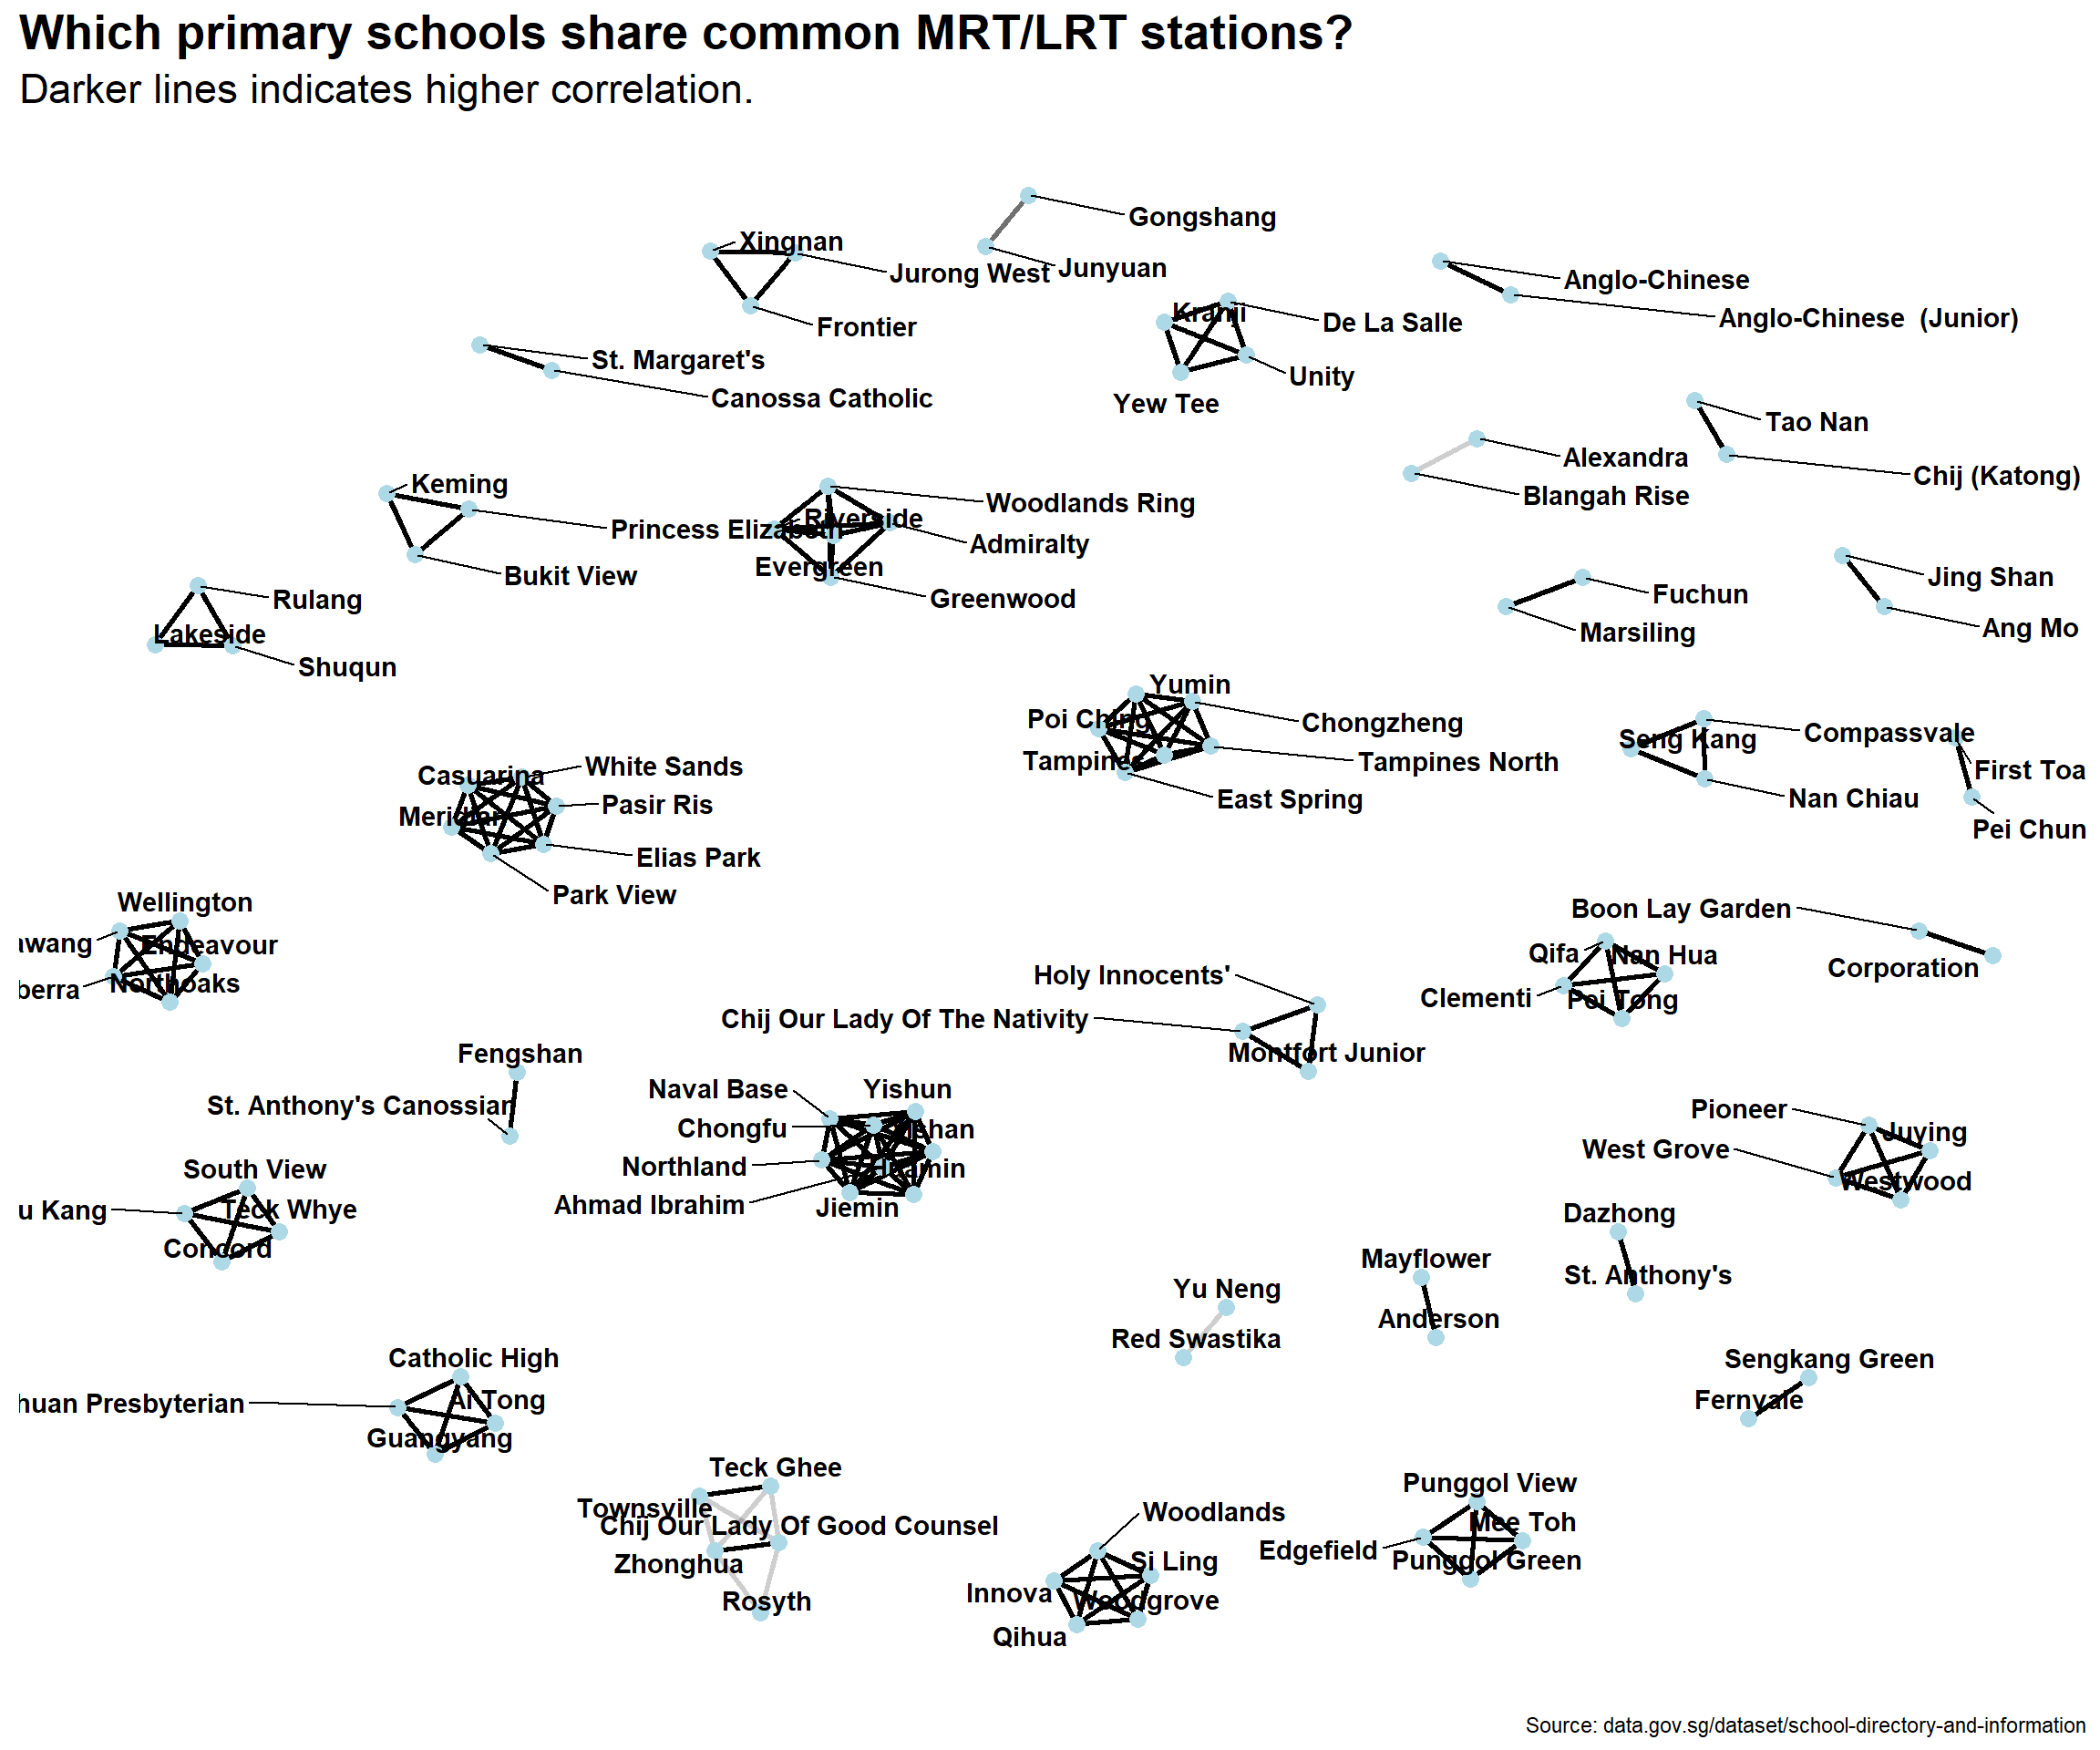 Which primary schools share common MRT/LRT stations?
Darker lines indicates higher correlation.
Gongshang
Xingnan
Jurong West
Junyuan
Anglo-Chinese
Kranji
De La Salle
Anglo-Chinese  (Junior)
Frontier
St. Margaret's
Unity
Canossa Catholic
Yew Tee
Tao Nan
Alexandra
Chij (Katong)
Keming
Woodlands Ring
Blangah Rise
Riverside
Princess Elizabeth
Admiralty
Evergreen
Bukit View
Jing Shan
Greenwood
Rulang
Fuchun
Lakeside
Marsiling
Ang Mo
Shuqun
Yumin
Poi Ching
Chongzheng
Seng Kang
Compassvale
Tampines
Tampines North
First Toa
Casuarina
White Sands
East Spring
Nan Chiau
Pasir Ris
Meridian
Pei Chun
Elias Park
Park View
Wellington
Boon Lay Garden
awang
Endeavour
Qifa
Nan Hua
Corporation
berra
Northoaks
Holy Innocents'
Clementi
Poi Tong
Chij Our Lady Of The Nativity
Montfort Junior
Fengshan
St. Anthony's Canossian
Naval Base
Yishun
Chongfu
ishan
Pioneer
Juying
West Grove
Northland
Huamin
Westwood
South View
Ahmad Ibrahim
Jiemin
u Kang
Teck Whye
Concord
Dazhong
Mayflower
St. Anthony's
Yu Neng
Anderson
Red Swastika
Catholic High
Sengkang Green
huan Presbyterian
Ai Tong
Fernvale
Guangyang
Teck Ghee
Punggol View
Townsville
Woodlands
Mee Toh
Chij Our Lady Of Good Counsel
Edgefield
Punggol Green
Zhonghua
Si Ling
Innova
Woodgrove
Rosyth
Qihua
Source: data.gov.sg/dataset/school-directory-and-information